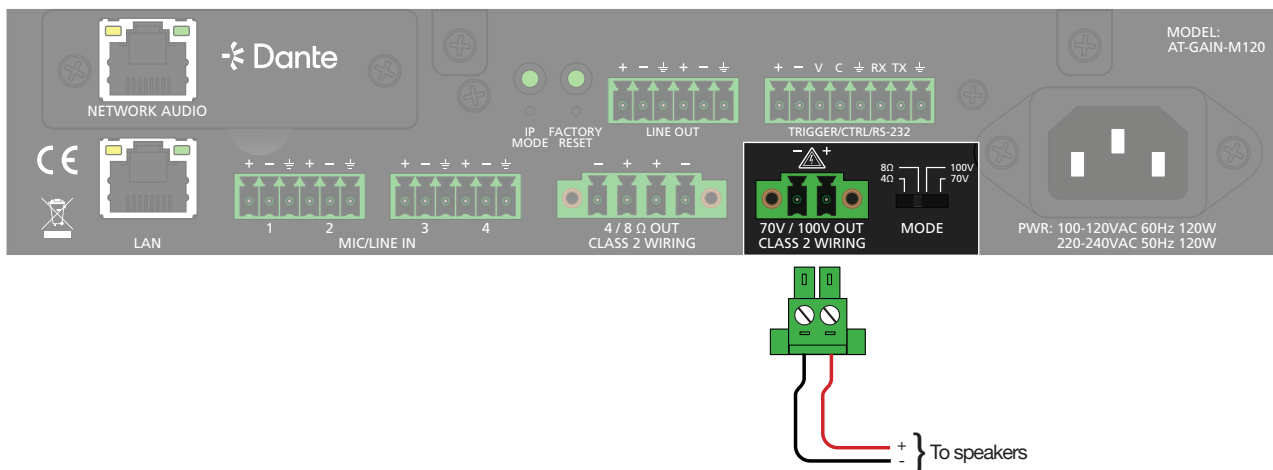 MODEL:
AT-GAIN-M120
Dante
NETWORK AUDIO
+ − ⏚ + − ⏚
LINE OUT
+ − V C ⏚ RX TX ⏚
TRIGGER/CTRL/RS-232
IP
MODE
FACTORY
RESET
CE
LAN
+ − ⏚ + − ⏚
1 2
+ − ⏚ + − ⏚
3 4
MIC/LINE IN
− + + −
4 / 8 Ω OUT
CLASS 2 WIRING
− +
70V / 100V OUT
CLASS 2 WIRING
8Ω 100V
4Ω 70V
MODE
PWR: 100-120VAC 60Hz 120W
220-240VAC 50Hz 120W
+
-
To speakers